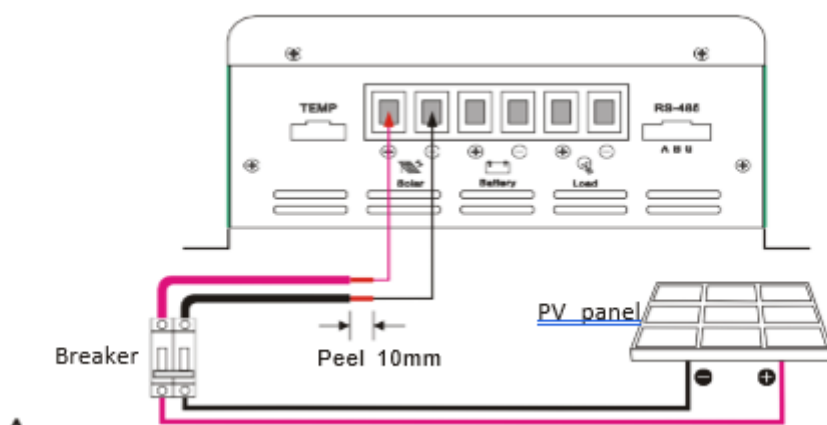 TEMP
RS-485
A B G
Solar
Battery
Load
PV panel
Breaker
Peel 10mm